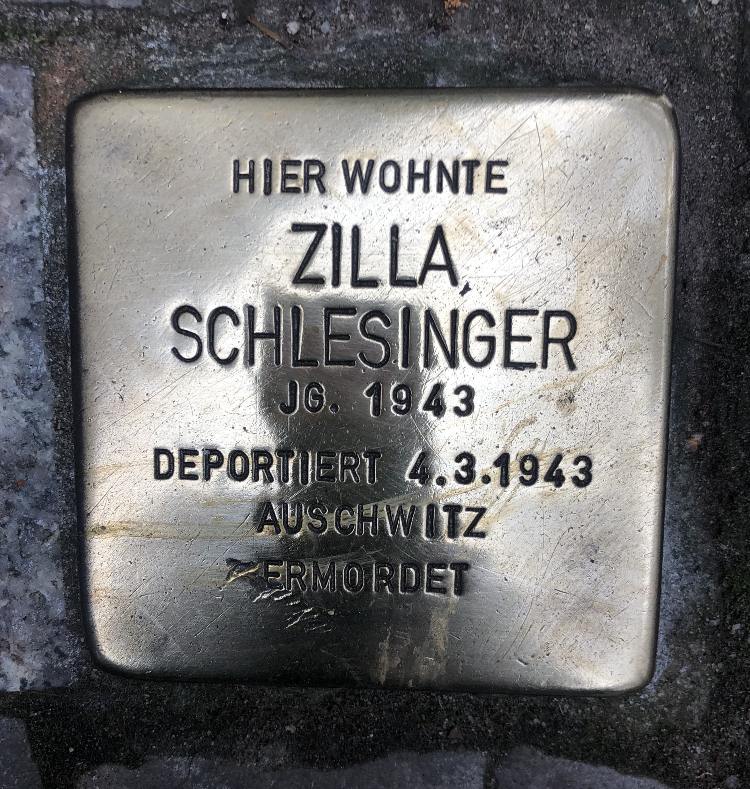 HIER WOHNTE
ZILLA
SCHLESINGER
JG. 1943
DEPORTIERT 4.3.1943
AUSCHWITZ
ERMORDET